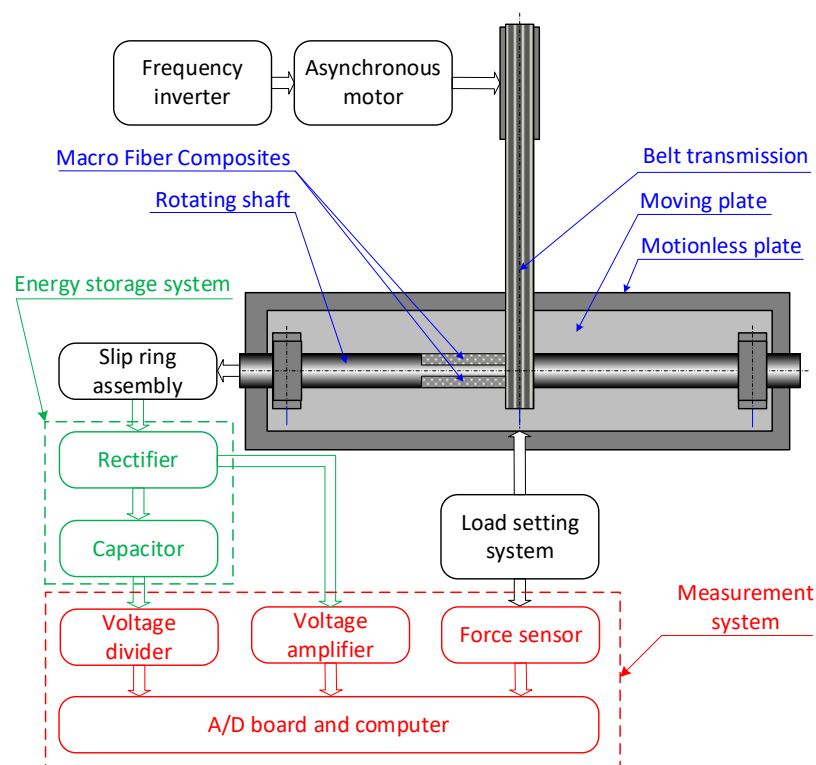 Frequency
inverter
Asynchronous
motor
Macro Fiber Composites
Rotating shaft
Belt transmission
Moving plate
Motionless plate
Energy storage system
Slip ring
assembly
Rectifier
Capacitor
Load setting
system
Measurement
system
Voltage
divider
Voltage
amplifier
Force sensor
A/D board and computer